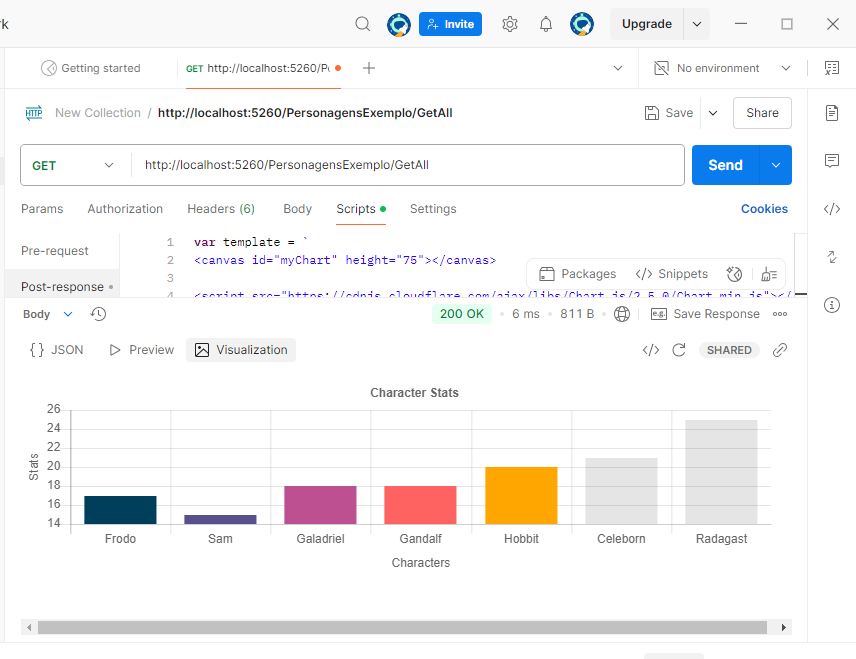 rk
Invite
Upgrade
Getting started
GET http://localhost:5260/P
No environment
HTTP New Collection / http://localhost:5260/PersonagensExemplo/GetAll
Save
Share
GET
http://localhost:5260/PersonagensExemplo/GetAll
Send
Params Authorization Headers (6) Body Scripts Settings
Cookies
Pre-request
Post-response
1 var template = `
2 <canvas id="myChart" height="75"></canvas>
3
4 <script src="https://cdnjs.cloudflare.com/ajax/libs/Chart.js/2.5.0/Chart.min.js"></
Packages </> Snippets
Body
200 OK • 6 ms • 811 B
e.g. Save Response
{} JSON Preview Visualization
</> SHARED
Character Stats
26
24
22
20
18
16
14
Stats
Frodo Sam Galadriel Gandalf Hobbit Celeborn Radagast
Characters